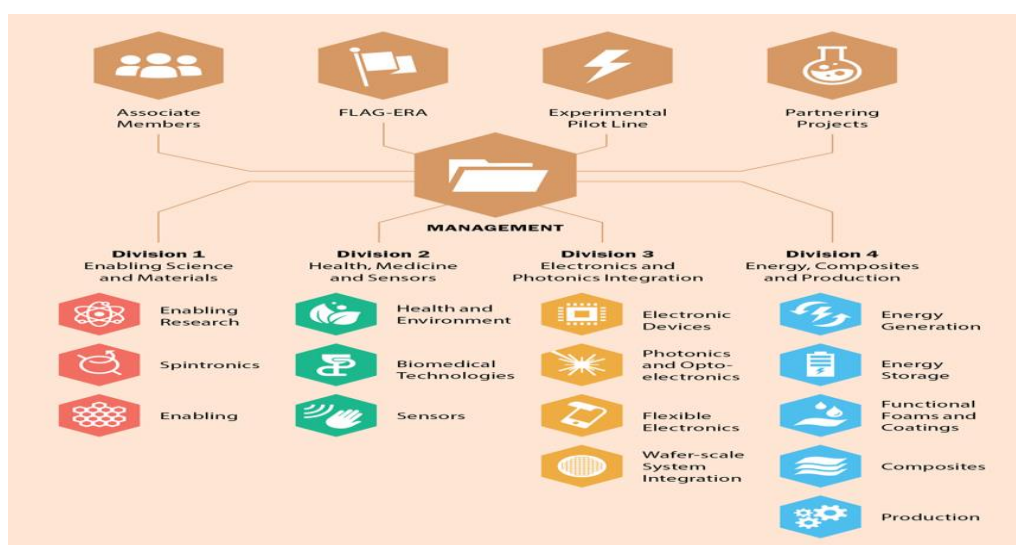 Associate
Members
FLAG-ERA
Experimental
Pilot Line
Partnering
Projects
MANAGEMENT
Division 1
Enabling Science
and Materials
Enabling
Research
Spintronics
Enabling
Division 2
Health, Medicine
and Sensors
Health and
Environment
Biomedical
Technologies
Sensors
Division 3
Electronics and
Photonics Integration
Electronic
Devices
Photonics
and Opto-
electronics
Flexible
Electronics
Wafer-scale
System
Integration
Division 4
Energy, Composites
and Production
Energy
Generation
Energy
Storage
Functional
Foams and
Coatings
Composites
Production